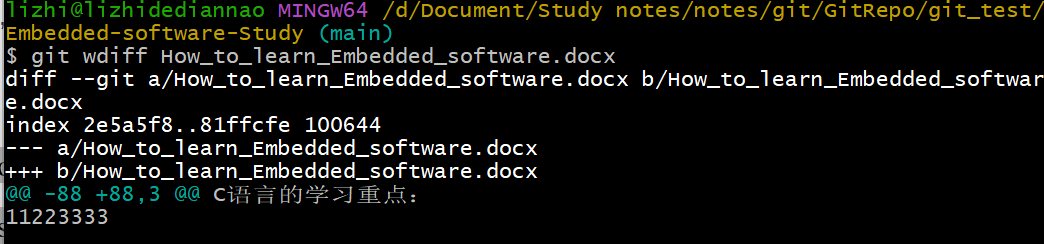 lizhi@lizhidediannao MINGW64 /d/Document/Study notes/notes/git/GitRepo/git_test/
Embedded-software-Study (main)
$ git wdiff How_to_learn_Embedded_software.docx
diff --git a/How_to_learn_Embedded_software.docx b/How_to_learn_Embedded_softwar
e.docx
index 2e5a5f8..81ffcfe 100644
--- a/How_to_learn_Embedded_software.docx
+++ b/How_to_learn_Embedded_software.docx
@@ -88 +88,3 @@ C语言的学习重点：
11223333